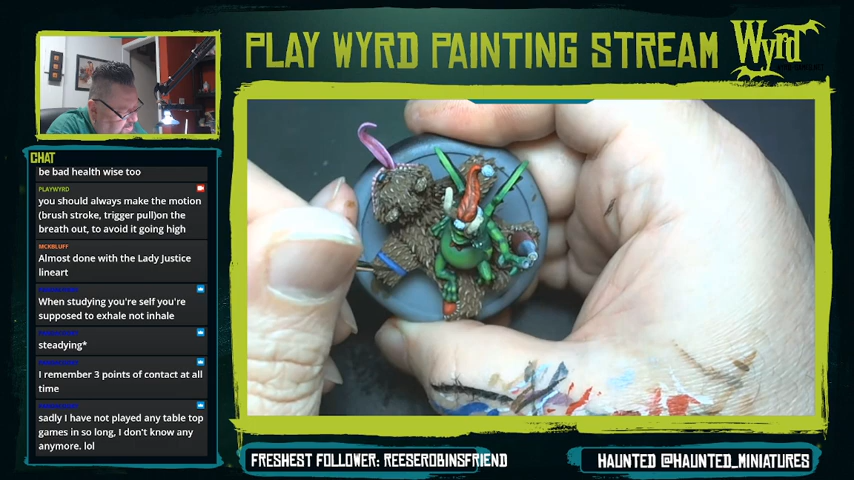 PLAY WYRD PAINTING STREAM
Wyrd
CHAT
be bad health wise too
PLAYWYRD
you should always make the motion
(brush stroke, trigger pull)on the
breath out, to avoid it going high
MCKBLUFF
Almost done with the Lady Justice
lineart
When studying you're self you're
supposed to exhale not inhale
steadying*
I remember 3 points of contact at all
time
sadly I have not played any table top
games in so long, I don't know any
anymore. lol
FRESHEST FOLLOWER: REESEROBINSFRIEND
HAUNTED @HAUNTED_MINIATURES